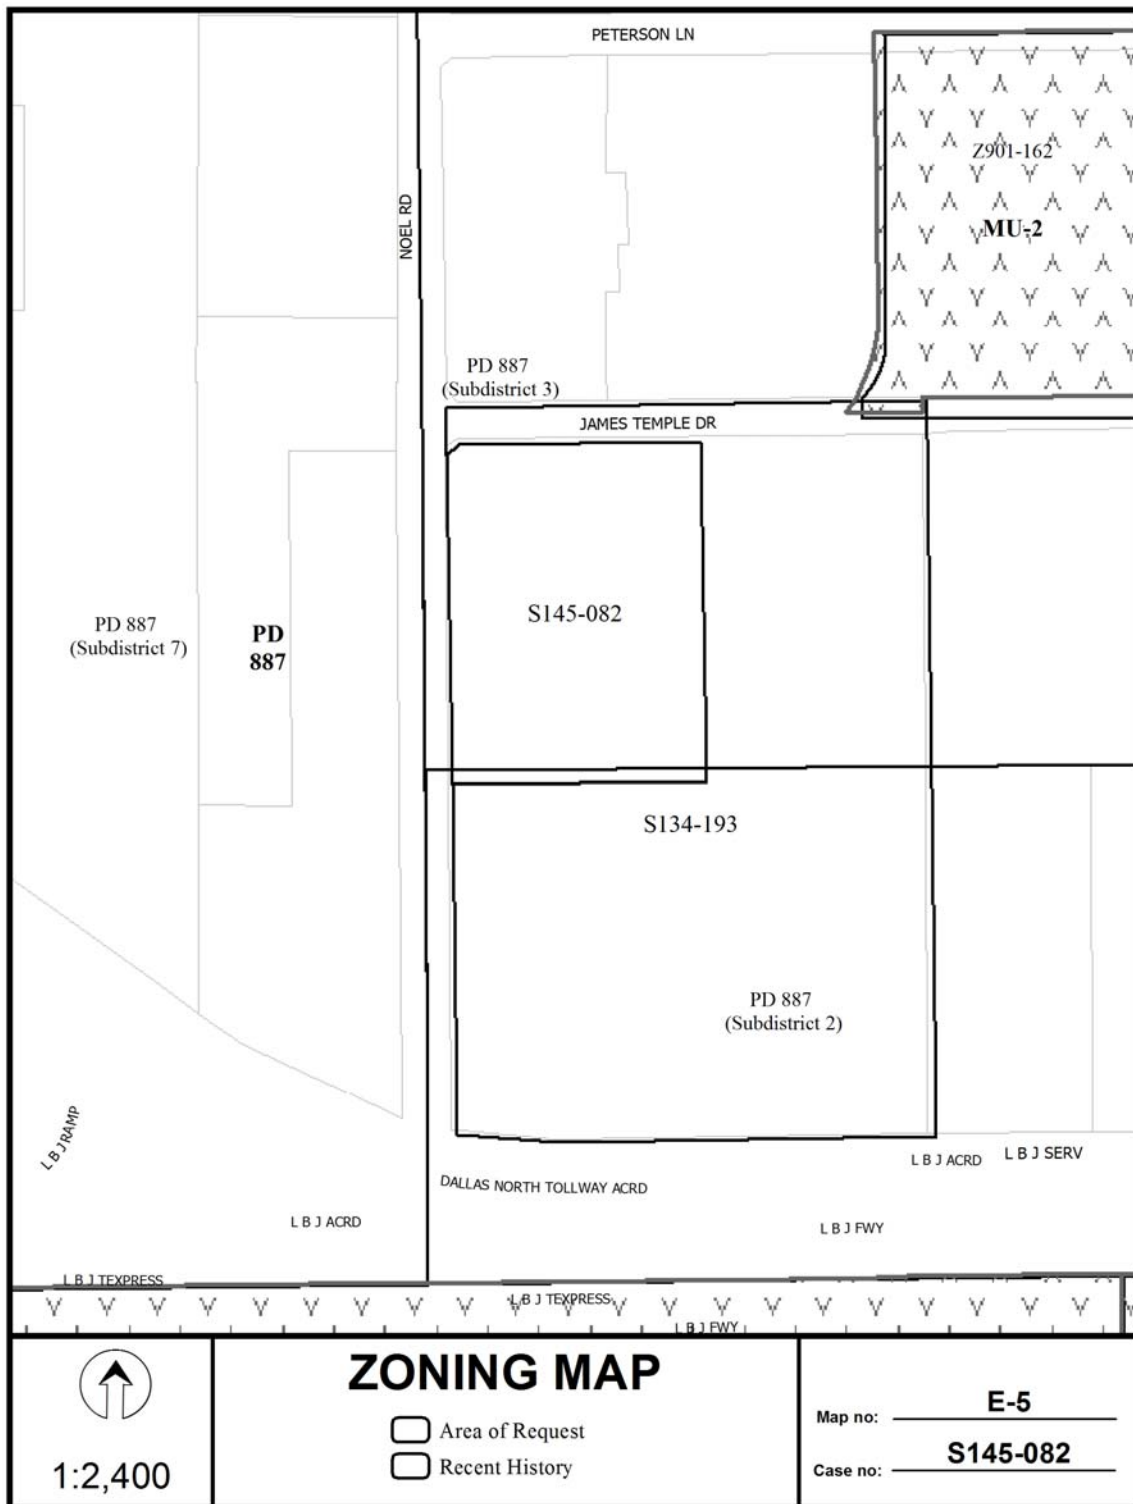 PETERSON LN
Z901-162
MU-2
NOEL RD
PD 887
(Subdistrict 3)
JAMES TEMPLE DR
S145-082
PD 887
(Subdistrict 7)
PD
887
S134-193
PD 887
(Subdistrict 2)
L B J RAMP
L B J ACRD
L B J SERV
DALLAS NORTH TOLLWAY ACRD
L B J ACRD
L B J FWY
L B J TEXPRESS
L B J TEXPRESS
L B J FWY
1:2,400
ZONING MAP
Area of Request
Recent History
Map no: E-5
Case no: S145-082